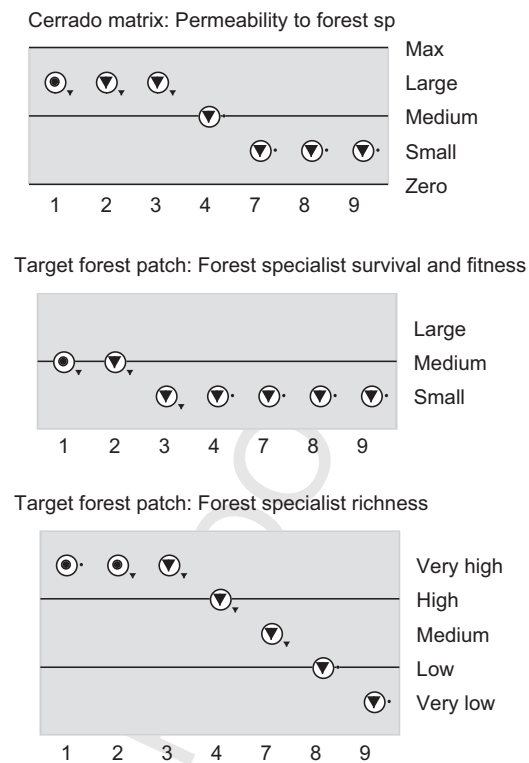 Cerrado matrix: Permeability to forest sp
Max
Large
Medium
Small
Zero
1 2 3 4 7 8 9
Target forest patch: Forest specialist survival and fitness
Large
Medium
Small
1 2 3 4 7 8 9
Target forest patch: Forest specialist richness
Very high
High
Medium
Low
Very low
1 2 3 4 7 8 9